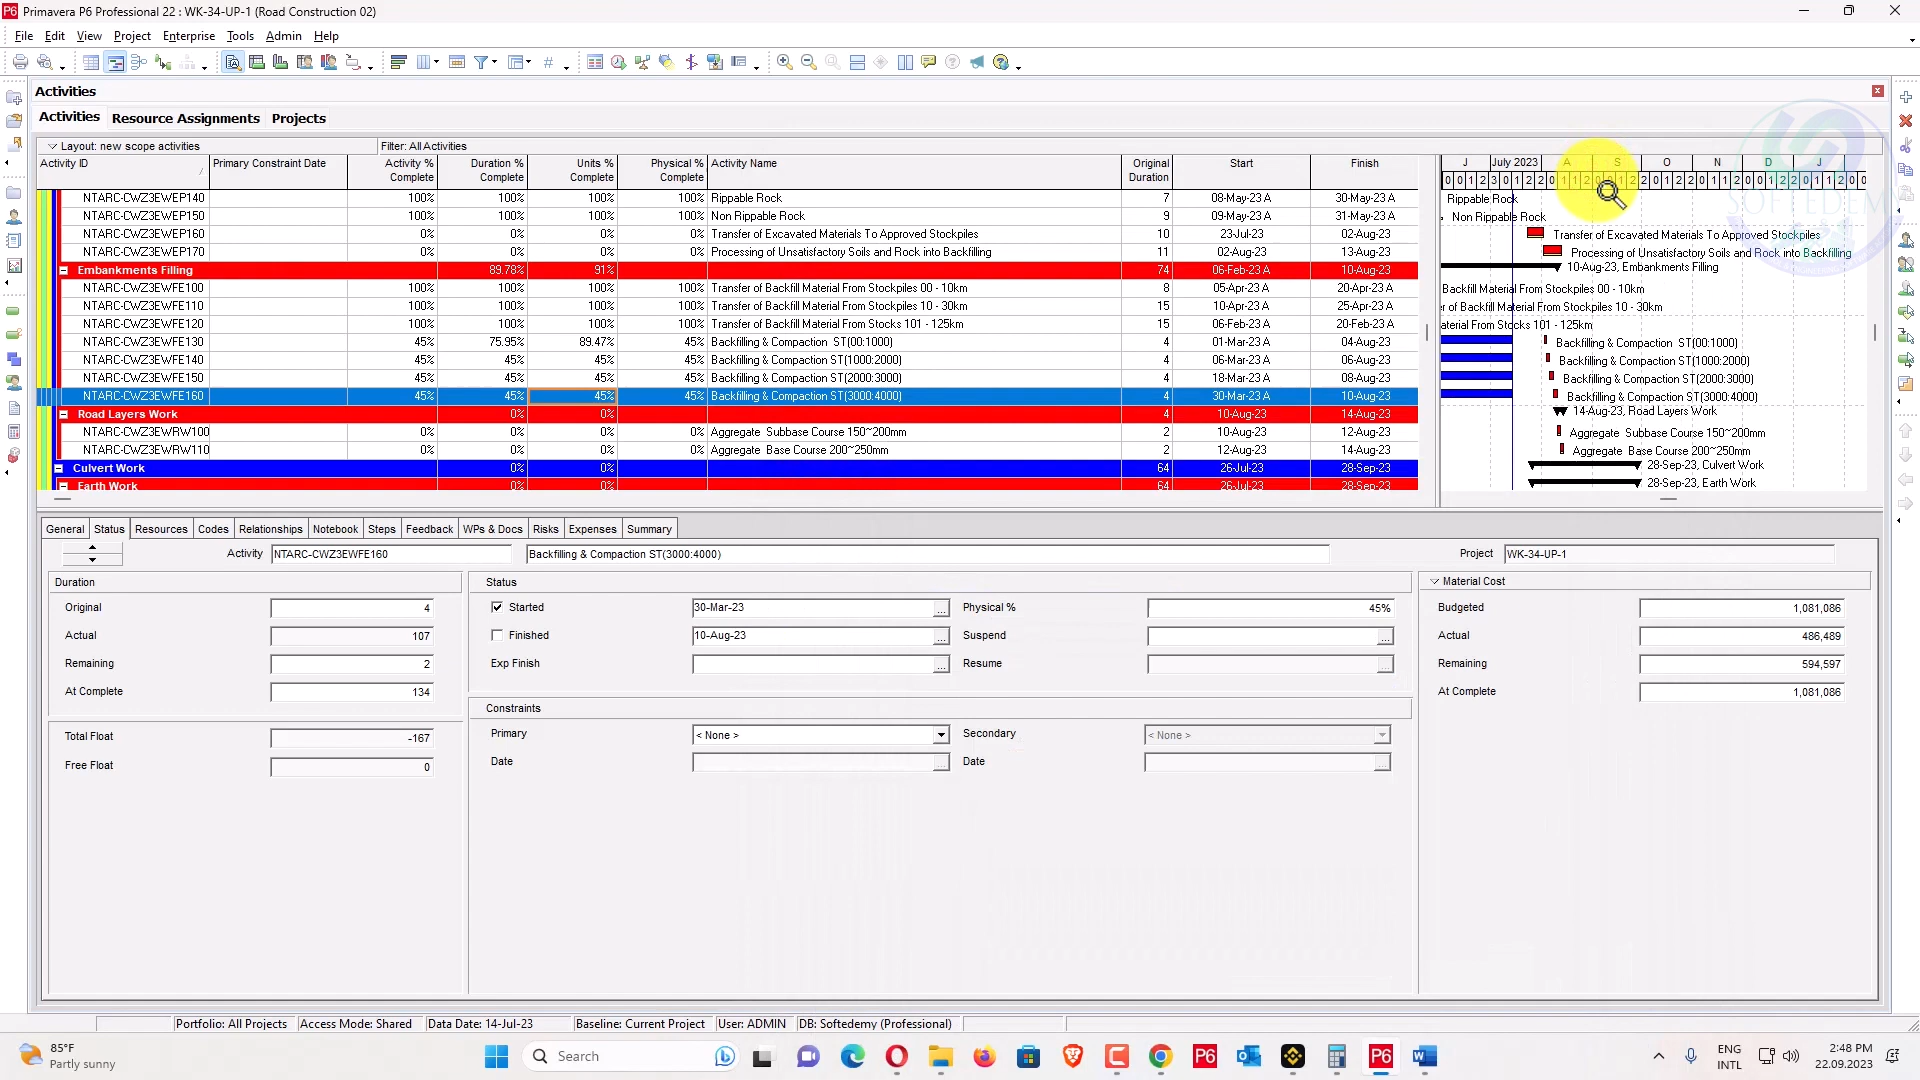 Primavera P6 Professional 22 : WK-34-UP-1 (Road Construction 02)
File Edit View Project Enterprise Tools Admin Help
Activities
Activities Resource Assignments Projects
Layout: new scope activities Filter: All Activities
Activity ID Primary Constraint Date Activity % Complete Duration % Complete Units % Complete Physical % Complete Activity Name Original Duration Start Finish
J July 2023 A S O N D J
NTARC-CWZ3EWEP140 100% 100% 100% 100% Rippable Rock 7 08-May-23 A 30-May-23 A Rippable Rock
NTARC-CWZ3EWEP150 100% 100% 100% 100% Non Rippable Rock 9 09-May-23 A 31-May-23 A Non Rippable Rock
NTARC-CWZ3EWEP160 0% 0% 0% 0% Transfer of Excavated Materials To Approved Stockpiles 10 23-Jul-23 02-Aug-23 Transfer of Excavated Materials To Approved Stockpiles
NTARC-CWZ3EWEP170 0% 0% 0% 0% Processing of Unsatisfactory Soils and Rock into Backfilling 11 02-Aug-23 13-Aug-23 Processing of Unsatisfactory Soils and Rock into Backfilling
Embankments Filling 89.78% 91% 74 06-Feb-23 A 10-Aug-23 10-Aug-23, Embankments Filling
NTARC-CWZ3EWFE100 100% 100% 100% 100% Transfer of Backfill Material From Stockpiles 00 - 10km 8 05-Apr-23 A 20-Apr-23 A Backfill Material From Stockpiles 00 - 10km
NTARC-CWZ3EWFE110 100% 100% 100% 100% Transfer of Backfill Material From Stockpiles 10 - 30km 15 10-Apr-23 A 25-Apr-23 A r of Backfill Material From Stockpiles 10 - 30km
NTARC-CWZ3EWFE120 100% 100% 100% 100% Transfer of Backfill Material From Stocks 101 - 125km 15 06-Feb-23 A 20-Feb-23 A aterial From Stocks 101 - 125km
NTARC-CWZ3EWFE130 45% 75.95% 89.47% 45% Backfilling & Compaction ST(00:1000) 4 01-Mar-23 A 04-Aug-23 Backfilling & Compaction ST(00:1000)
NTARC-CWZ3EWFE140 45% 45% 45% 45% Backfilling & Compaction ST(1000:2000) 4 06-Mar-23 A 06-Aug-23 Backfilling & Compaction ST(1000:2000)
NTARC-CWZ3EWFE150 45% 45% 45% 45% Backfilling & Compaction ST(2000:3000) 4 18-Mar-23 A 08-Aug-23 Backfilling & Compaction ST(2000:3000)
NTARC-CWZ3EWFE160 45% 45% 45% 45% Backfilling & Compaction ST(3000:4000) 4 30-Mar-23 A 10-Aug-23 Backfilling & Compaction ST(3000:4000)
Road Layers Work 0% 0% 4 10-Aug-23 14-Aug-23 14-Aug-23, Road Layers Work
NTARC-CWZ3EWRW100 0% 0% 0% 0% Aggregate Subbase Course 150~200mm 2 10-Aug-23 12-Aug-23 Aggregate Subbase Course 150~200mm
NTARC-CWZ3EWRW110 0% 0% 0% 0% Aggregate Base Course 200~250mm 2 12-Aug-23 14-Aug-23 Aggregate Base Course 200~250mm
Culvert Work 0% 0% 64 26-Jul-23 28-Sep-23 28-Sep-23, Culvert Work
Earth Work 0% 0% 64 26-Jul-23 28-Sep-23 28-Sep-23, Earth Work
General Status Resources Codes Relationships Notebook Steps Feedback WPs & Docs Risks Expenses Summary
Activity NTARC-CWZ3EWFE160 Backfilling & Compaction ST(3000:4000) Project WK-34-UP-1
Duration Status Material Cost
Original 4 Started 30-Mar-23 Physical % 45% Budgeted 1,081,086
Actual 107 Finished 10-Aug-23 Suspend Actual 486,489
Remaining 2 Exp Finish Resume Remaining 594,597
At Complete 134 At Complete 1,081,086
Constraints
Total Float -167 Primary < None > Secondary < None >
Free Float 0 Date Date
Portfolio: All Projects Access Mode: Shared Data Date: 14-Jul-23 Baseline: Current Project User: ADMIN DB: Softedemy (Professional)
85°F
Partly sunny
Search
ENG
INTL
2:48 PM
22.09.2023